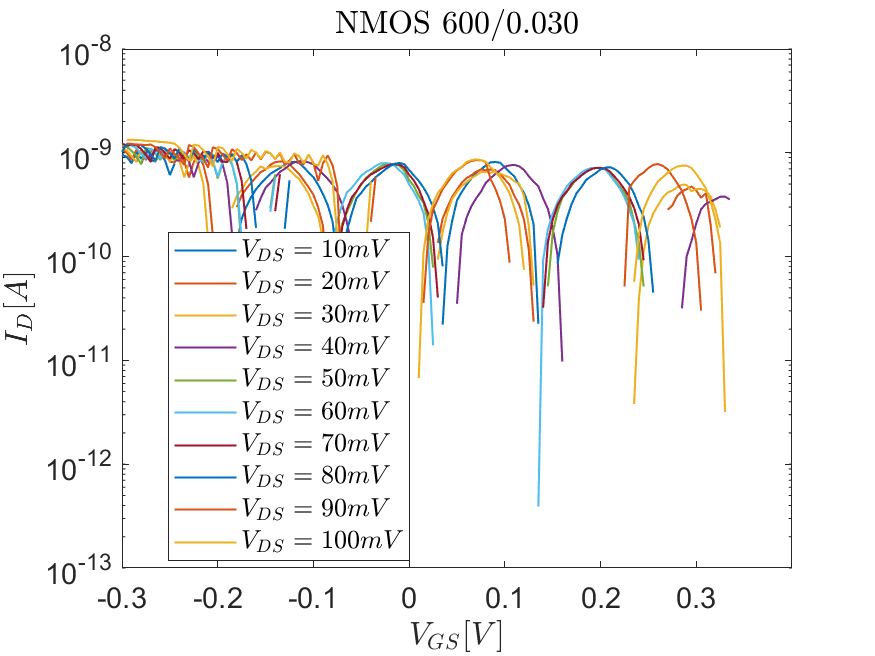 NMOS 600/0.030
10^-8
10^-9
10^-10
10^-11
10^-12
10^-13
I_D[A]
V_DS = 10mV
V_DS = 20mV
V_DS = 30mV
V_DS = 40mV
V_DS = 50mV
V_DS = 60mV
V_DS = 70mV
V_DS = 80mV
V_DS = 90mV
V_DS = 100mV
-0.3 -0.2 -0.1 0 0.1 0.2 0.3
V_GS[V]